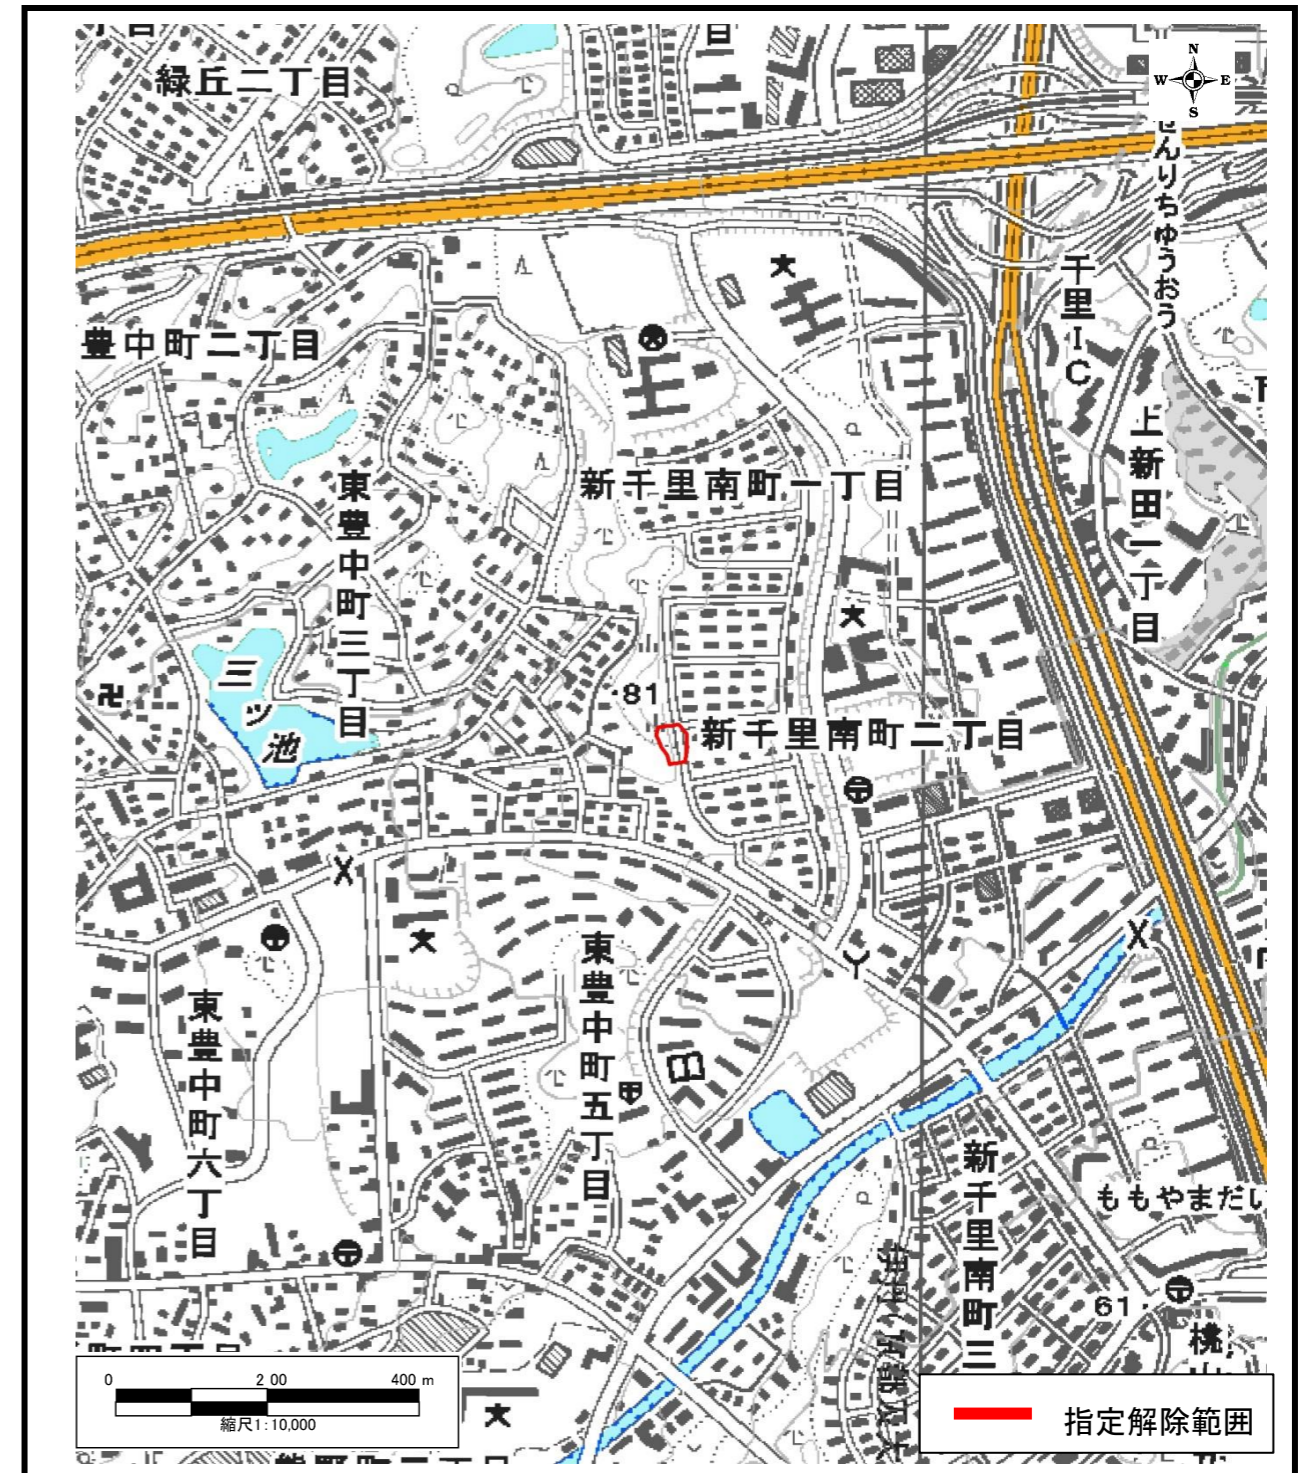 緑丘二丁目
目
N
W
E
S
せんりちゅうおう
千里IC
豊中町二丁目
上新田一丁目
東豊中町三丁目
新千里南町一丁目
三ツ池
・81
新千里南町二丁目
東豊中町五丁目
東豊中町六丁目
新千里南町三
ももやまだい
61・
桃
0
200
400 m
縮尺1:10,000
指定解除範囲